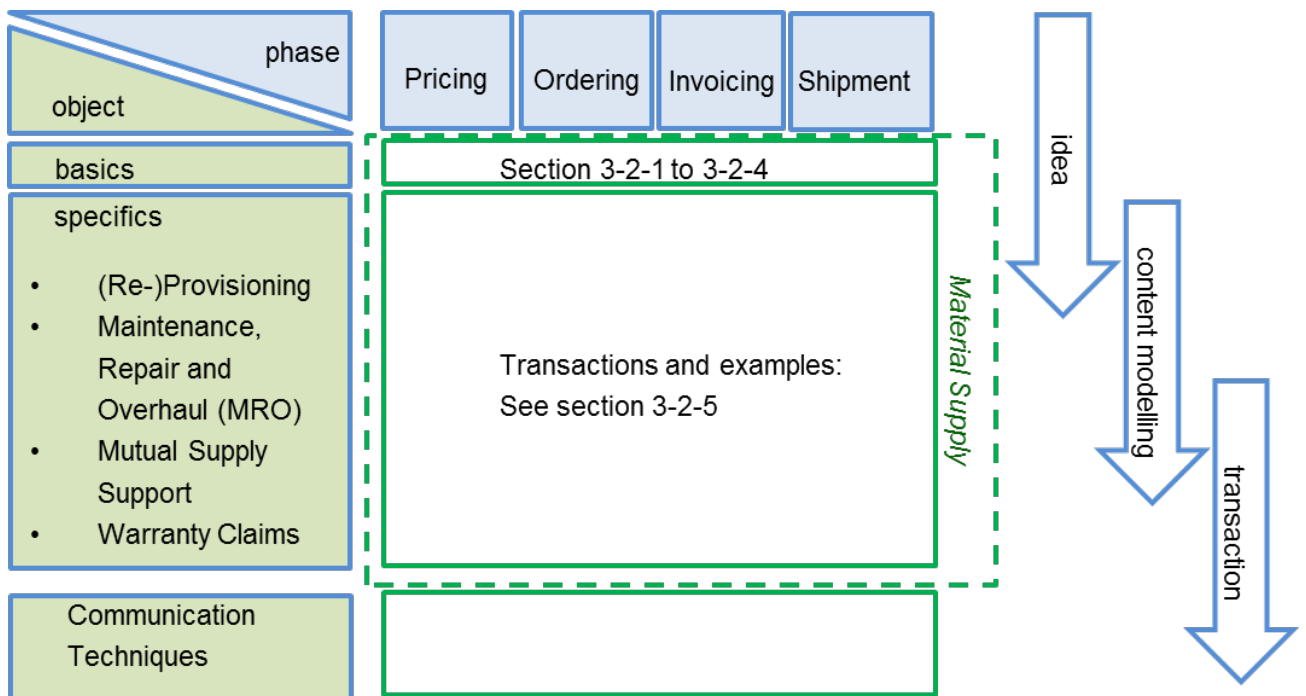 phase
object
Pricing
Ordering
Invoicing
Shipment
basics
Section 3-2-1 to 3-2-4
specifics
• (Re-)Provisioning
• Maintenance,
Repair and
Overhaul (MRO)
• Mutual Supply
Support
• Warranty Claims
Transactions and examples:
See section 3-2-5
Material Supply
Communication
Techniques
idea
content modelling
transaction